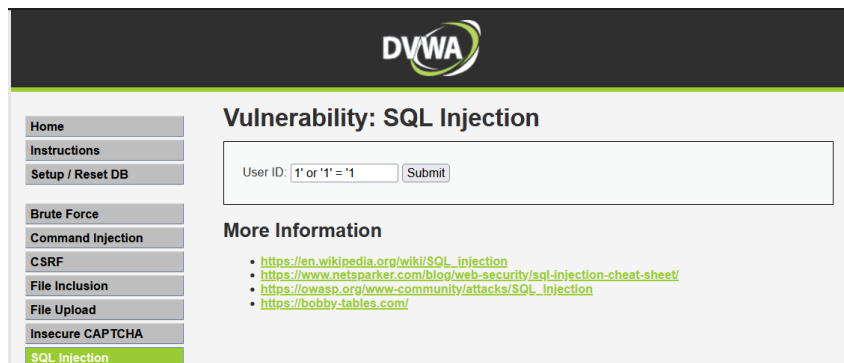 DVWA
Vulnerability: SQL Injection
Home
Instructions
Setup / Reset DB
Brute Force
Command Injection
CSRF
File Inclusion
File Upload
Insecure CAPTCHA
SQL Injection
User ID: 1' or '1' = '1 Submit
More Information
https://en.wikipedia.org/wiki/SQL_injection
https://www.netsparker.com/blog/web-security/sql-injection-cheat-sheet/
https://owasp.org/www-community/attacks/SQL_Injection
https://bobby-tables.com/